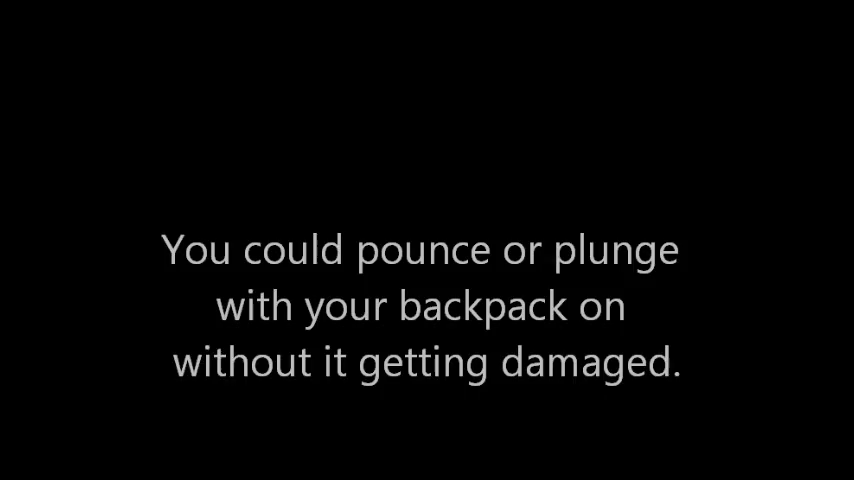 You could pounce or plunge
with your backpack on
without it getting damaged.